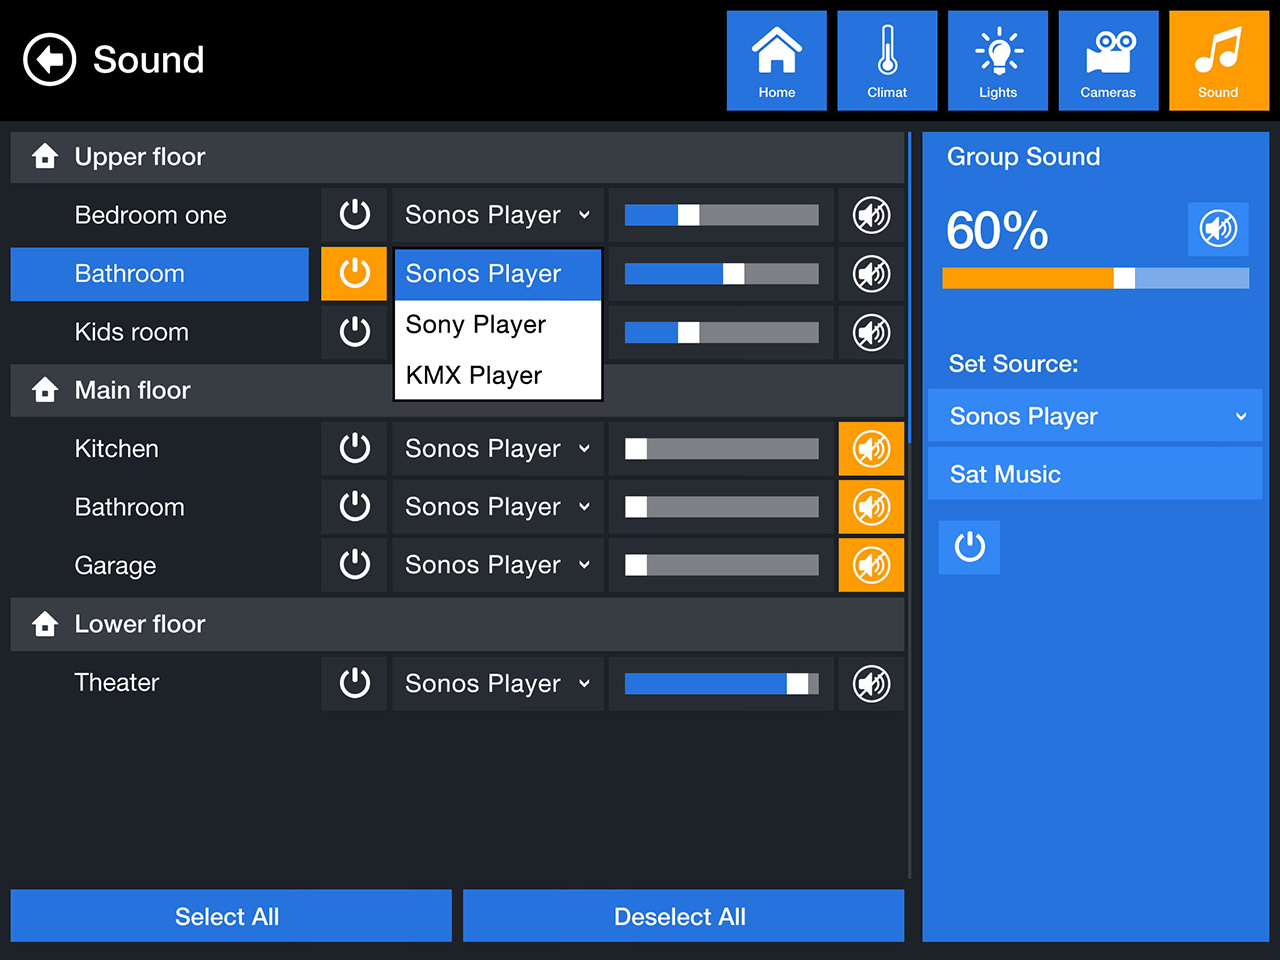 Sound
Home
Climat
Lights
Cameras
Sound
Upper floor
Bedroom one
Sonos Player
Bathroom
Sonos Player
Sony Player
KMX Player
Kids room
Main floor
Kitchen
Sonos Player
Bathroom
Sonos Player
Garage
Sonos Player
Lower floor
Theater
Sonos Player
Select All
Deselect All
Group Sound
60%
Set Source:
Sonos Player
Sat Music